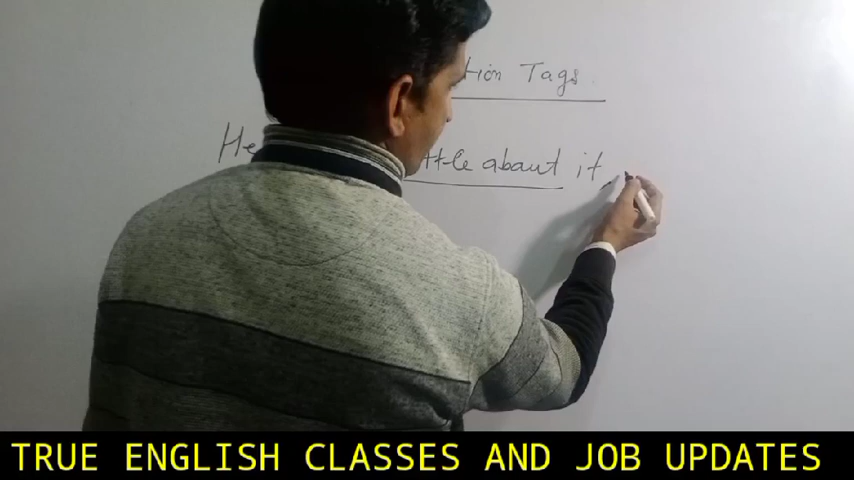 tion Tags.
He ttle about it
TRUE ENGLISH CLASSES AND JOB UPDATES